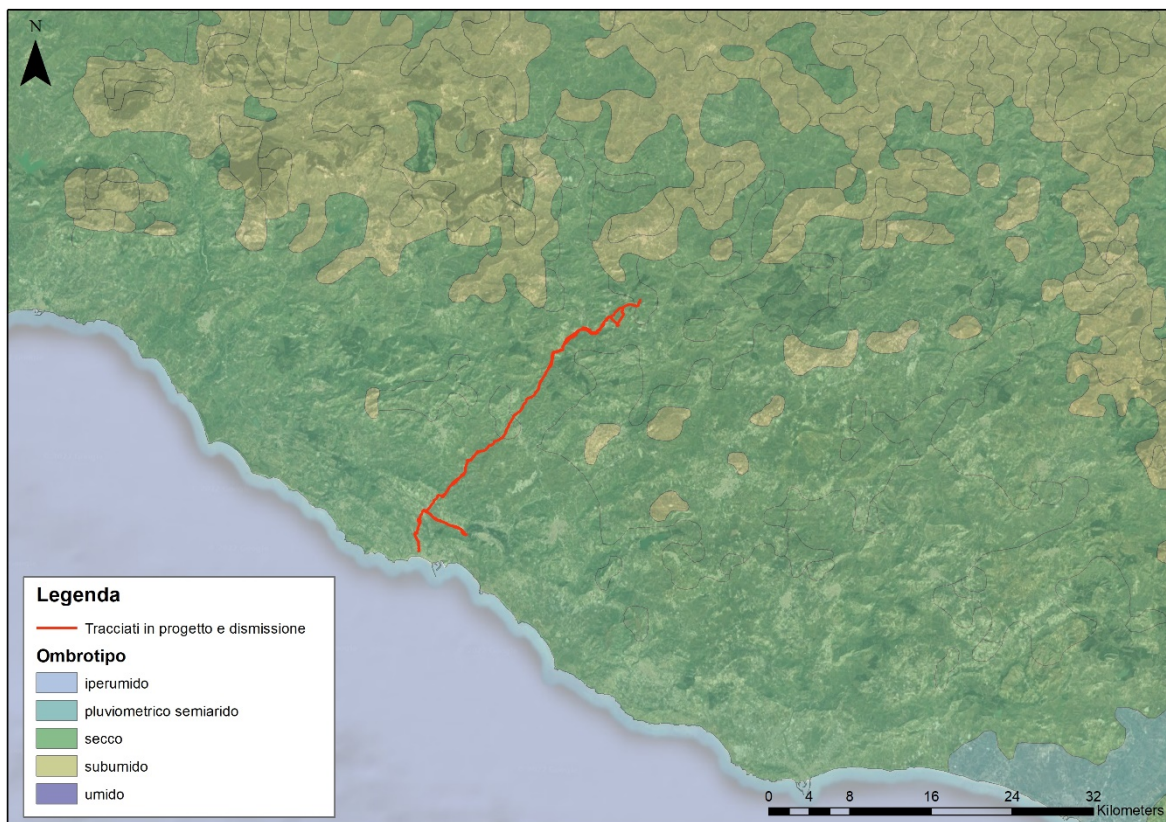 N
Legenda
Tracciati in progetto e dismissione
Ombrotipo
iperumido
pluviometrico semiarido
secco
subumido
umido
0 4 8 16 24 32
Kilometers